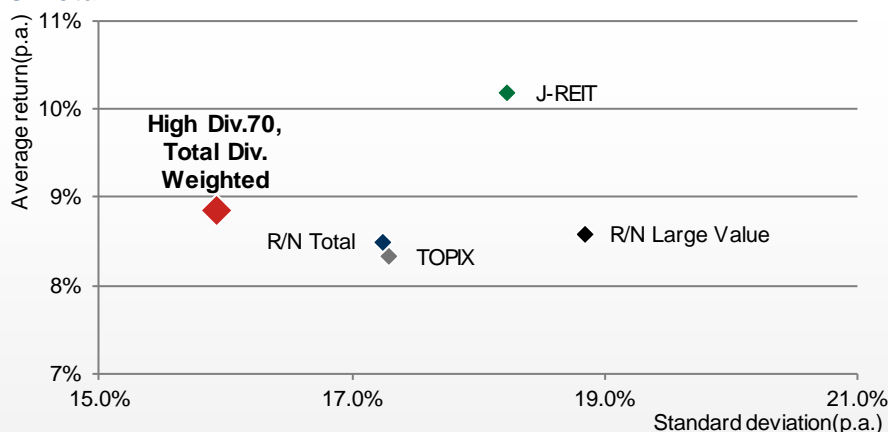 11%
10%
9%
8%
7%
Average return(p.a.)
J-REIT
High Div.70,
Total Div.
Weighted
R/N Total
R/N Large Value
TOPIX
15.0%
17.0%
19.0%
21.0%
Standard deviation(p.a.)